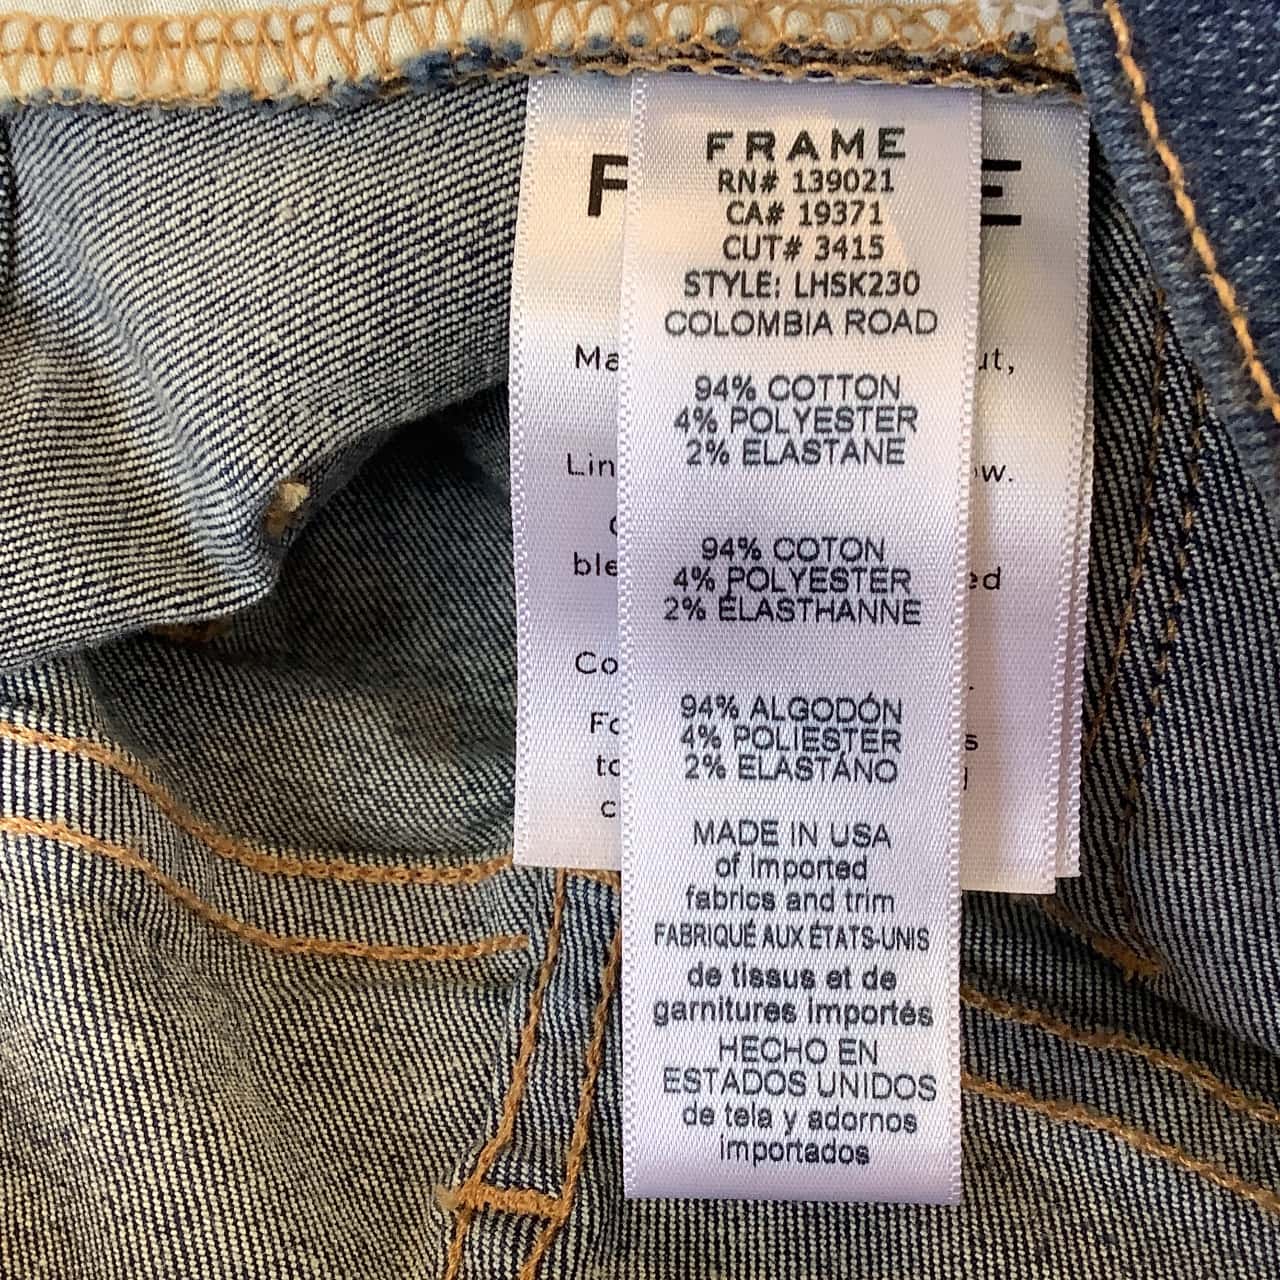 FRAME
RN# 139021
CA# 19371
CUT# 3415
STYLE: LHSK230
COLOMBIA ROAD
94% COTTON
4% POLYESTER
2% ELASTANE
94% COTON
4% POLYESTER
2% ÉLASTHANNE
94% ALGODÓN
4% POLIÉSTER
2% ELASTANO
MADE IN USA
of imported
fabrics and trim
FABRIQUÉ AUX ÉTATS-UNIS
de tissus et de
garnitures importés
HECHO EN
ESTADOS UNIDOS
de tela y adornos
importados